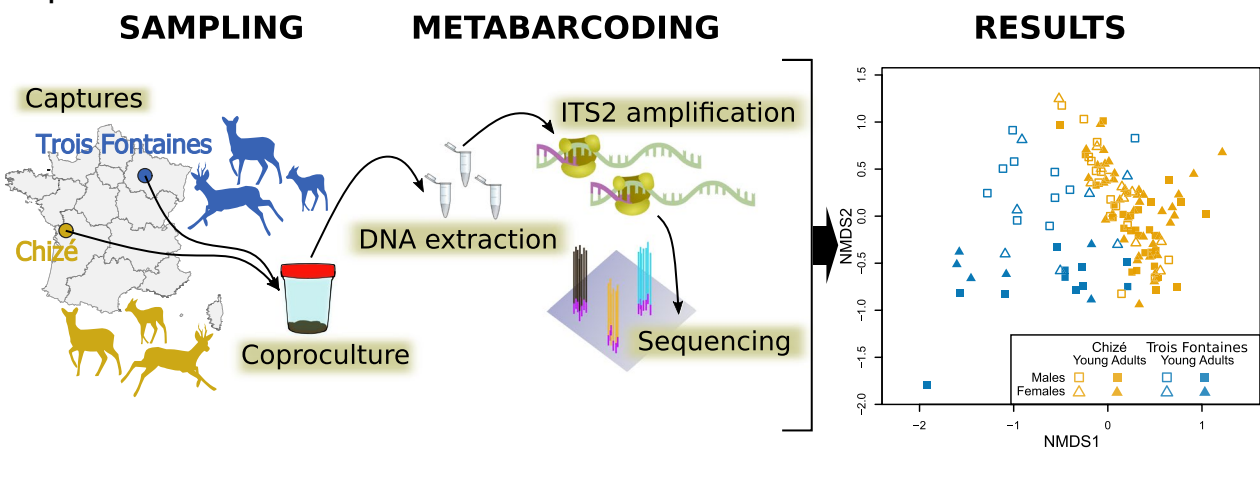 SAMPLING
METABARCODING
RESULTS
Captures
Trois Fontaines
Chizé
Coproculture
DNA extraction
ITS2 amplification
Sequencing
NMDS2
1.5
1.0
0.5
0.0
−0.5
−1.0
−1.5
−2.0
−2
−1
0
1
NMDS1
Chizé Trois Fontaines
Young Adults Young Adults
Males
Females